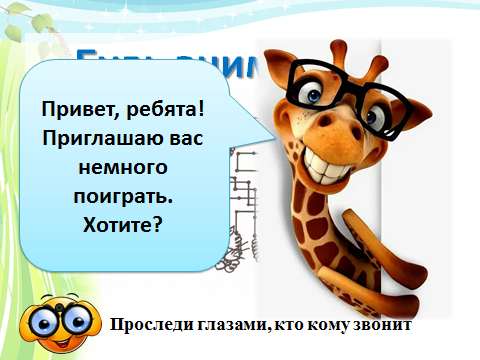 Привет, ребята!
Приглашаю вас
немного
поиграть.
Хотите?
Проследи глазами, кто кому звонит